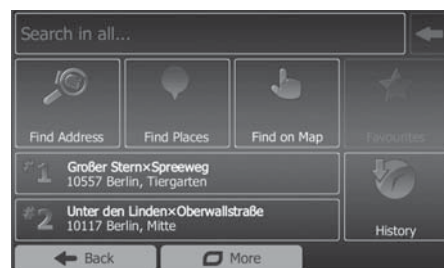 Search in all...
Find Address
Find Places
Find on Map
Favourites
#1 Großer Stern×Spreeweg
10557 Berlin, Tiergarten
#2 Unter den Linden×Oberwallstraße
10117 Berlin, Mitte
History
Back
More